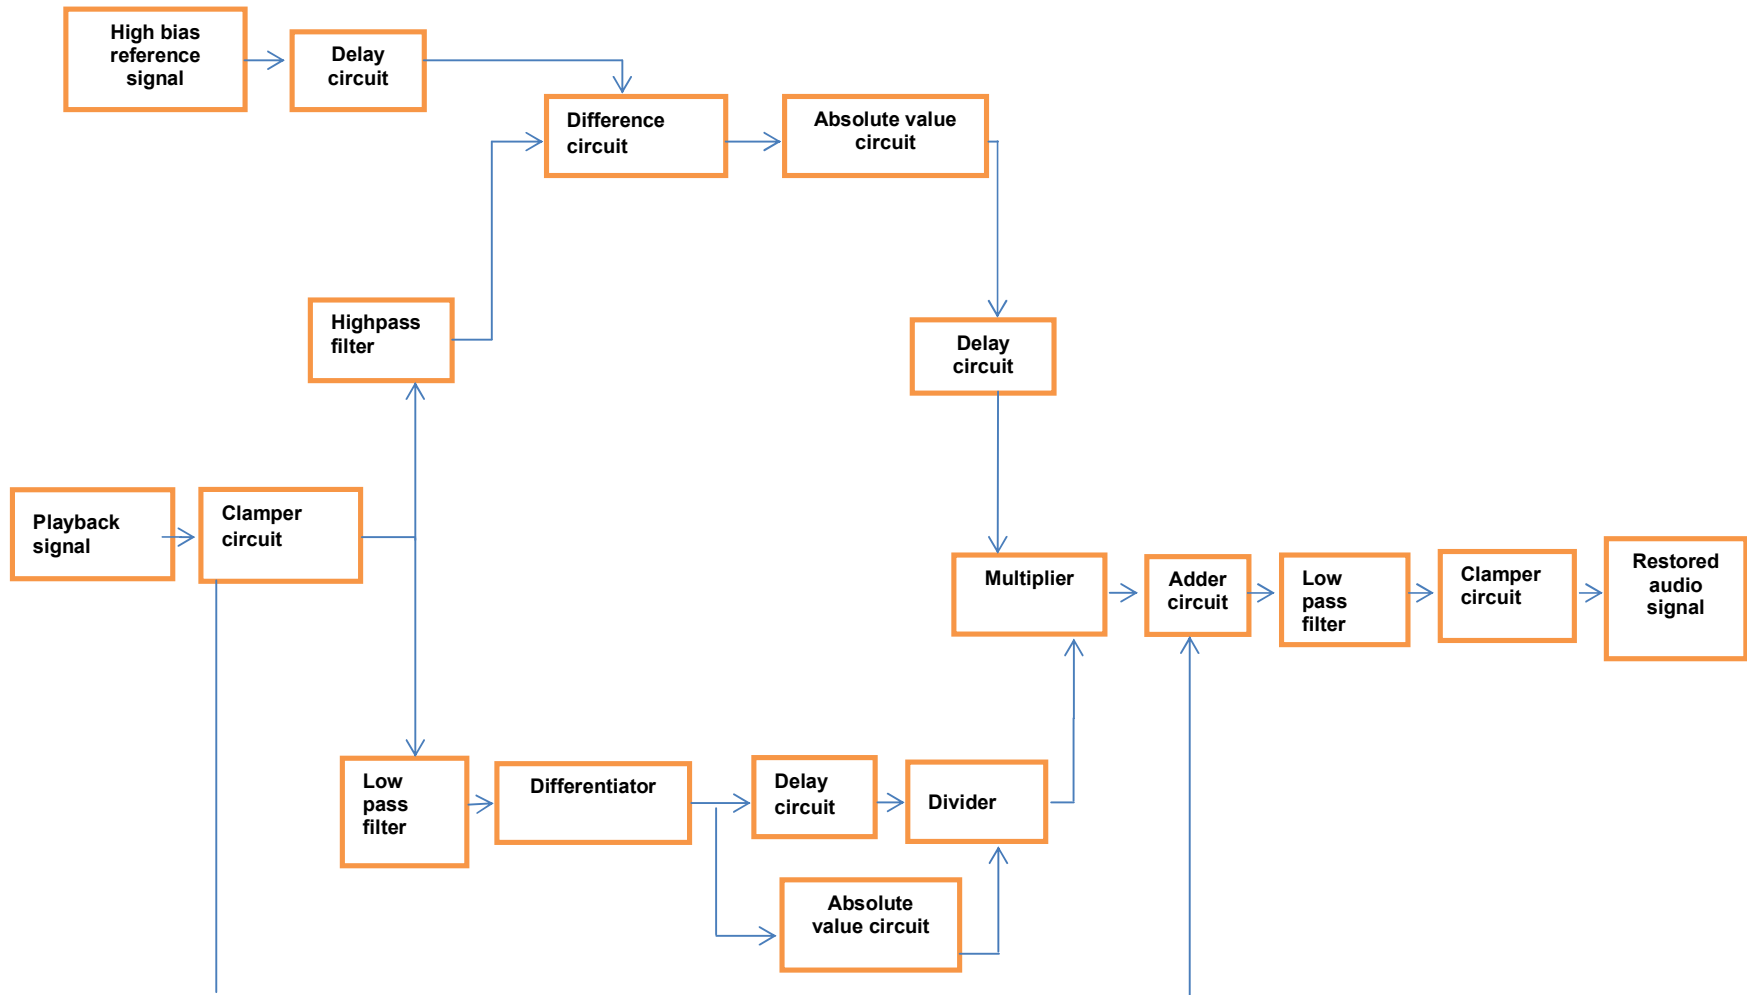 High bias
reference
signal
Delay
circuit
Difference
circuit
Absolute value
circuit
Highpass
filter
Delay
circuit
Playback
signal
Clamper
circuit
Multiplier
Adder
circuit
Low
pass
filter
Clamper
circuit
Restored
audio
signal
Low
pass
filter
Differentiator
Delay
circuit
Divider
Absolute
value circuit